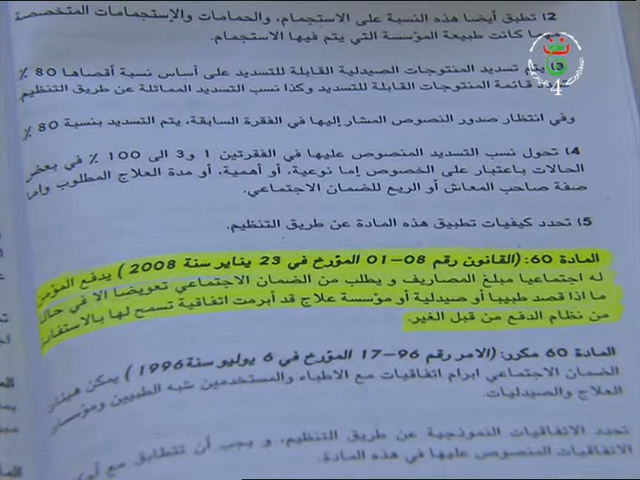 2) تطبق أيضا هذه النسبة على الاستجمام، والحمامات والإستجمامات المتخصصة
مهما كانت طبيعة المؤسسة التي يتم فيها الاستجمام.
3) يتم تسديد المنتوجات الصيدلية القابلة للتسديد على أساس نسبة أقصاها 80 %
قائمة المنتوجات القابلة للتسديد وكذا نسب التسديد المماثلة عن طريق التنظيم
وفي انتظار صدور النصوص المشار إليها في الفقرة السابقة، يتم التسديد بنسبة 80 %
4) تحول نسب التسديد المنصوص عليها في الفقرتين 1 و3 الى 100 % في بعض
الحالات باعتبار على الخصوص إما نوعية، أو أهمية، أو مدة العلاج المطلوب وإما
صفة صاحب المعاش أو الريع للضمان الاجتماعي.
5) تحدد كيفيات تطبيق هذه المادة عن طريق التنظيم.
المادة 60: (القانون رقم 08-01 المؤرخ في 23 يناير سنة 2008) يدفع المؤمن
له اجتماعيا مبلغ المصاريف و يطلب من الضمان الاجتماعي تعويضا الا في حال
ما اذا قصد طبيبا أو صيدلية أو مؤسسة علاج قد أبرمت اتفاقية تسمح لها بالاستفادة
من نظام الدفع من قبل الغير.
المادة 60 مكرر: (الامر رقم 96-17 المؤرخ في 6 يوليو سنة 1996) يمكن هيئات
الضمان الاجتماعي ابرام اتفاقيات مع الاطباء والمستخدمين شبه الطبيين ومؤسسات
العلاج والصيدليات.
تحدد الاتفاقيات النموذجية عن طريق التنظيم، و يجب أن تتطابق مع
الاتفاقيات المنصوص عليها في هذه المادة.
4